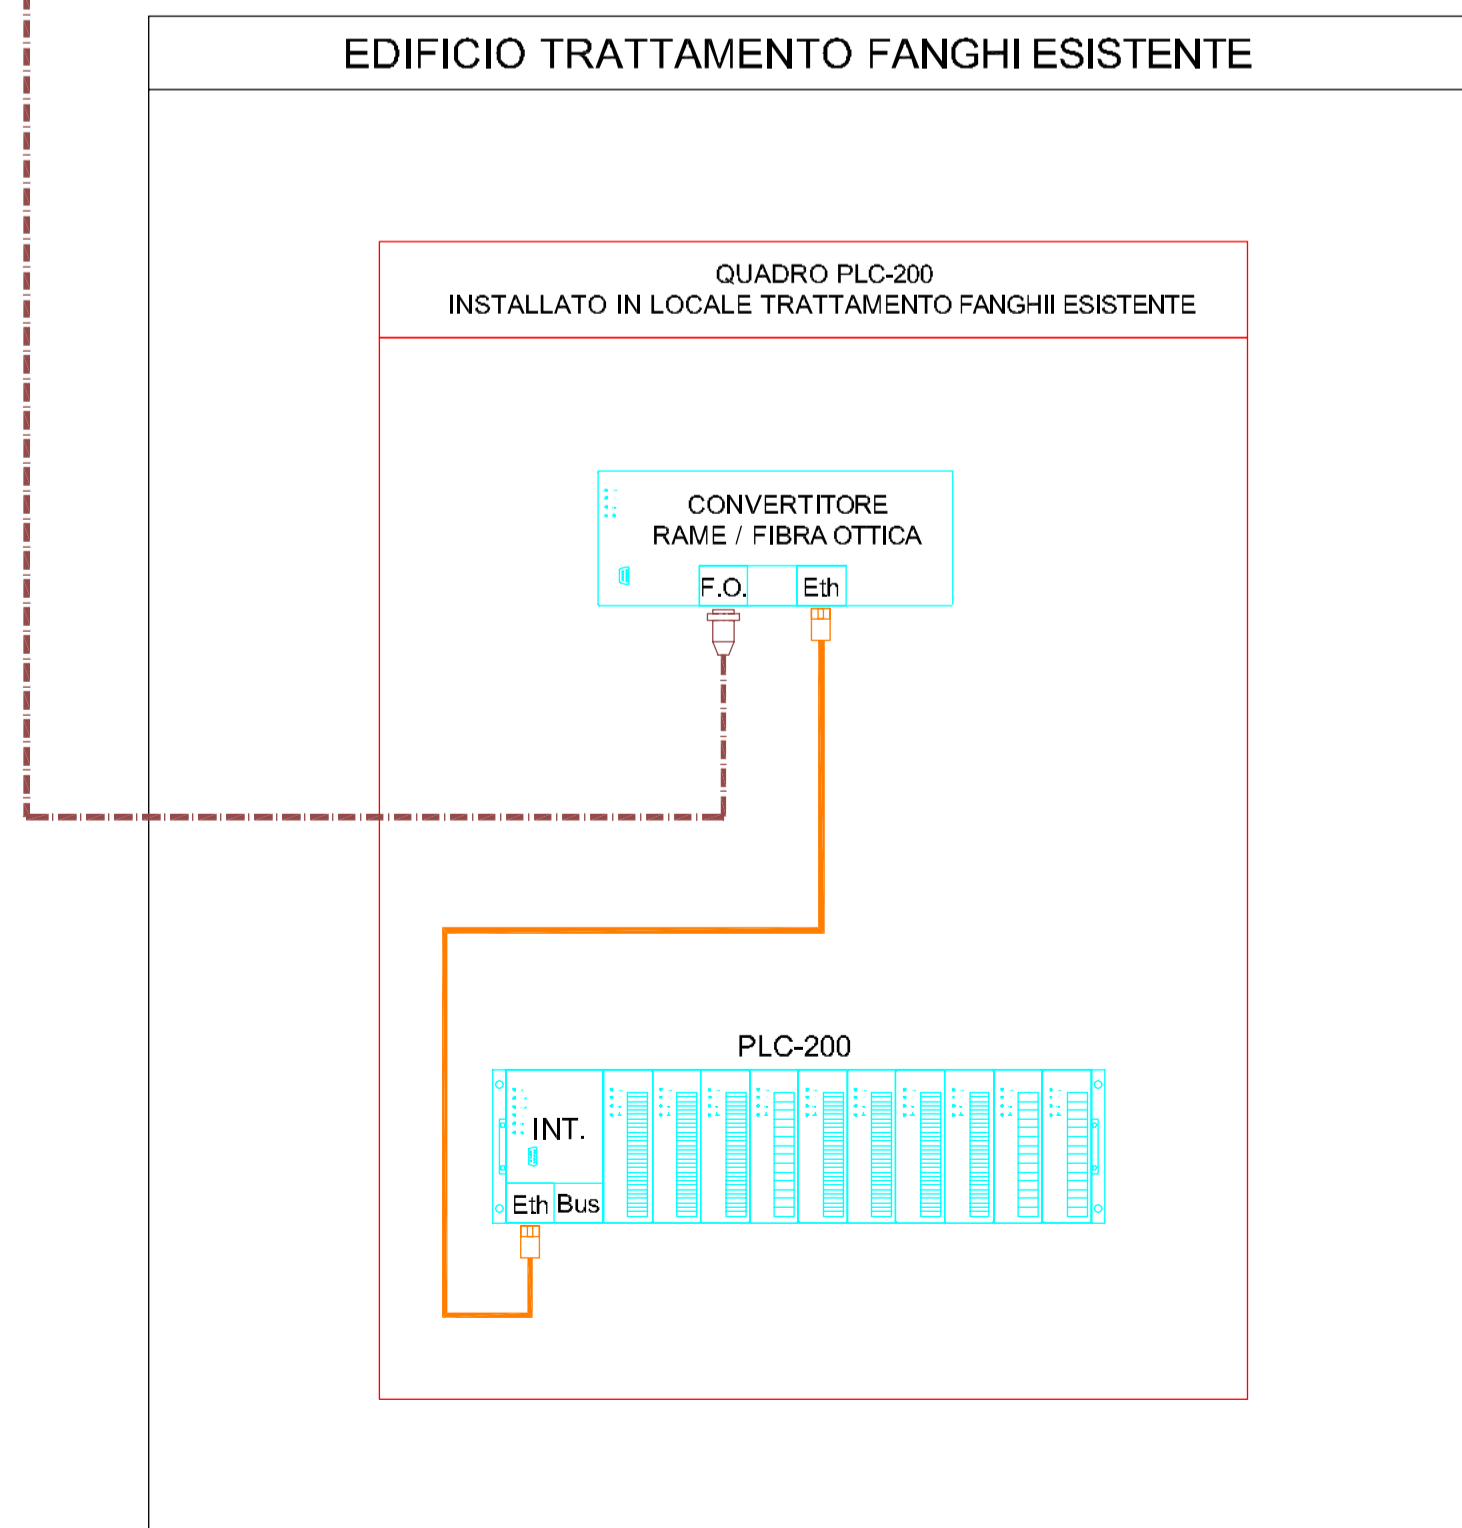 EDIFICIO TRATTAMENTO FANGHI ESISTENTE
QUADRO PLC-200
INSTALLATO IN LOCALE TRATTAMENTO FANGHII ESISTENTE
CONVERTITORE
RAME / FIBRA OTTICA
F.O.
Eth
PLC-200
INT.
Eth
Bus